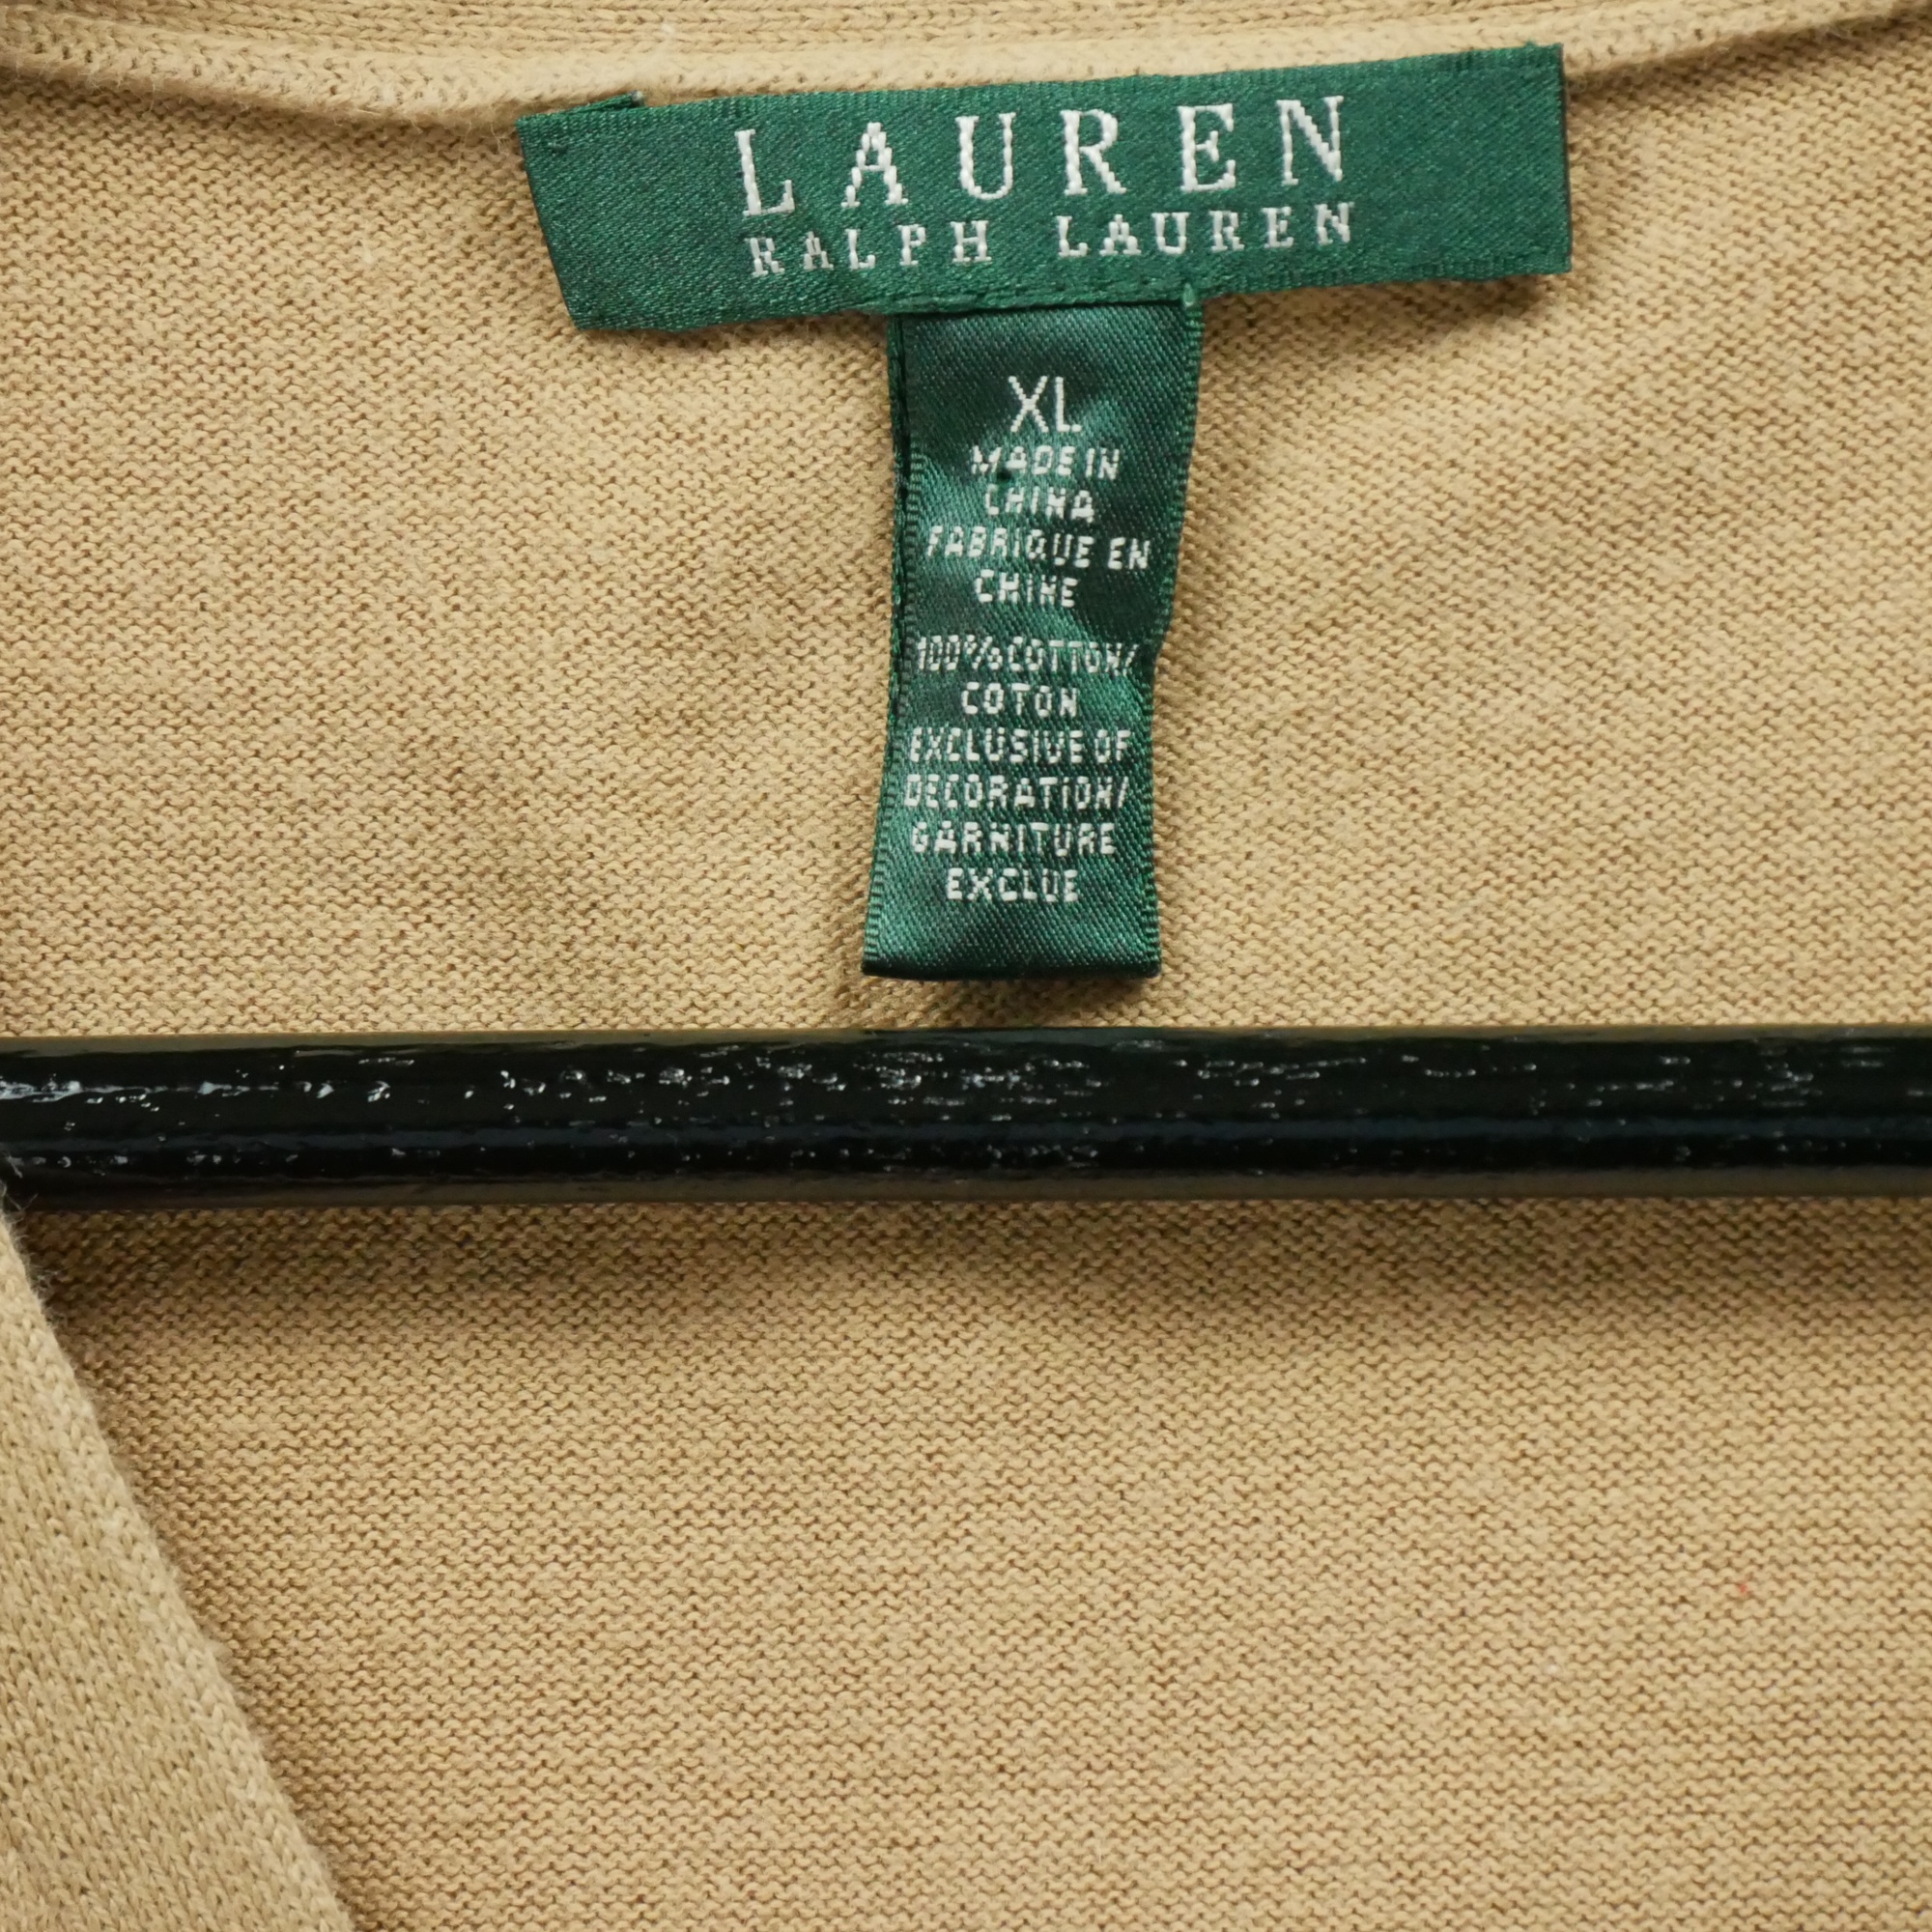 LAUREN
RALPH LAUREN
XL
MADE IN
CHINA
FABRIQUE EN
CHINE
100% COTTON/
COTON
EXCLUSIVE OF
DECORATION/
GARNITURE
EXCLUE